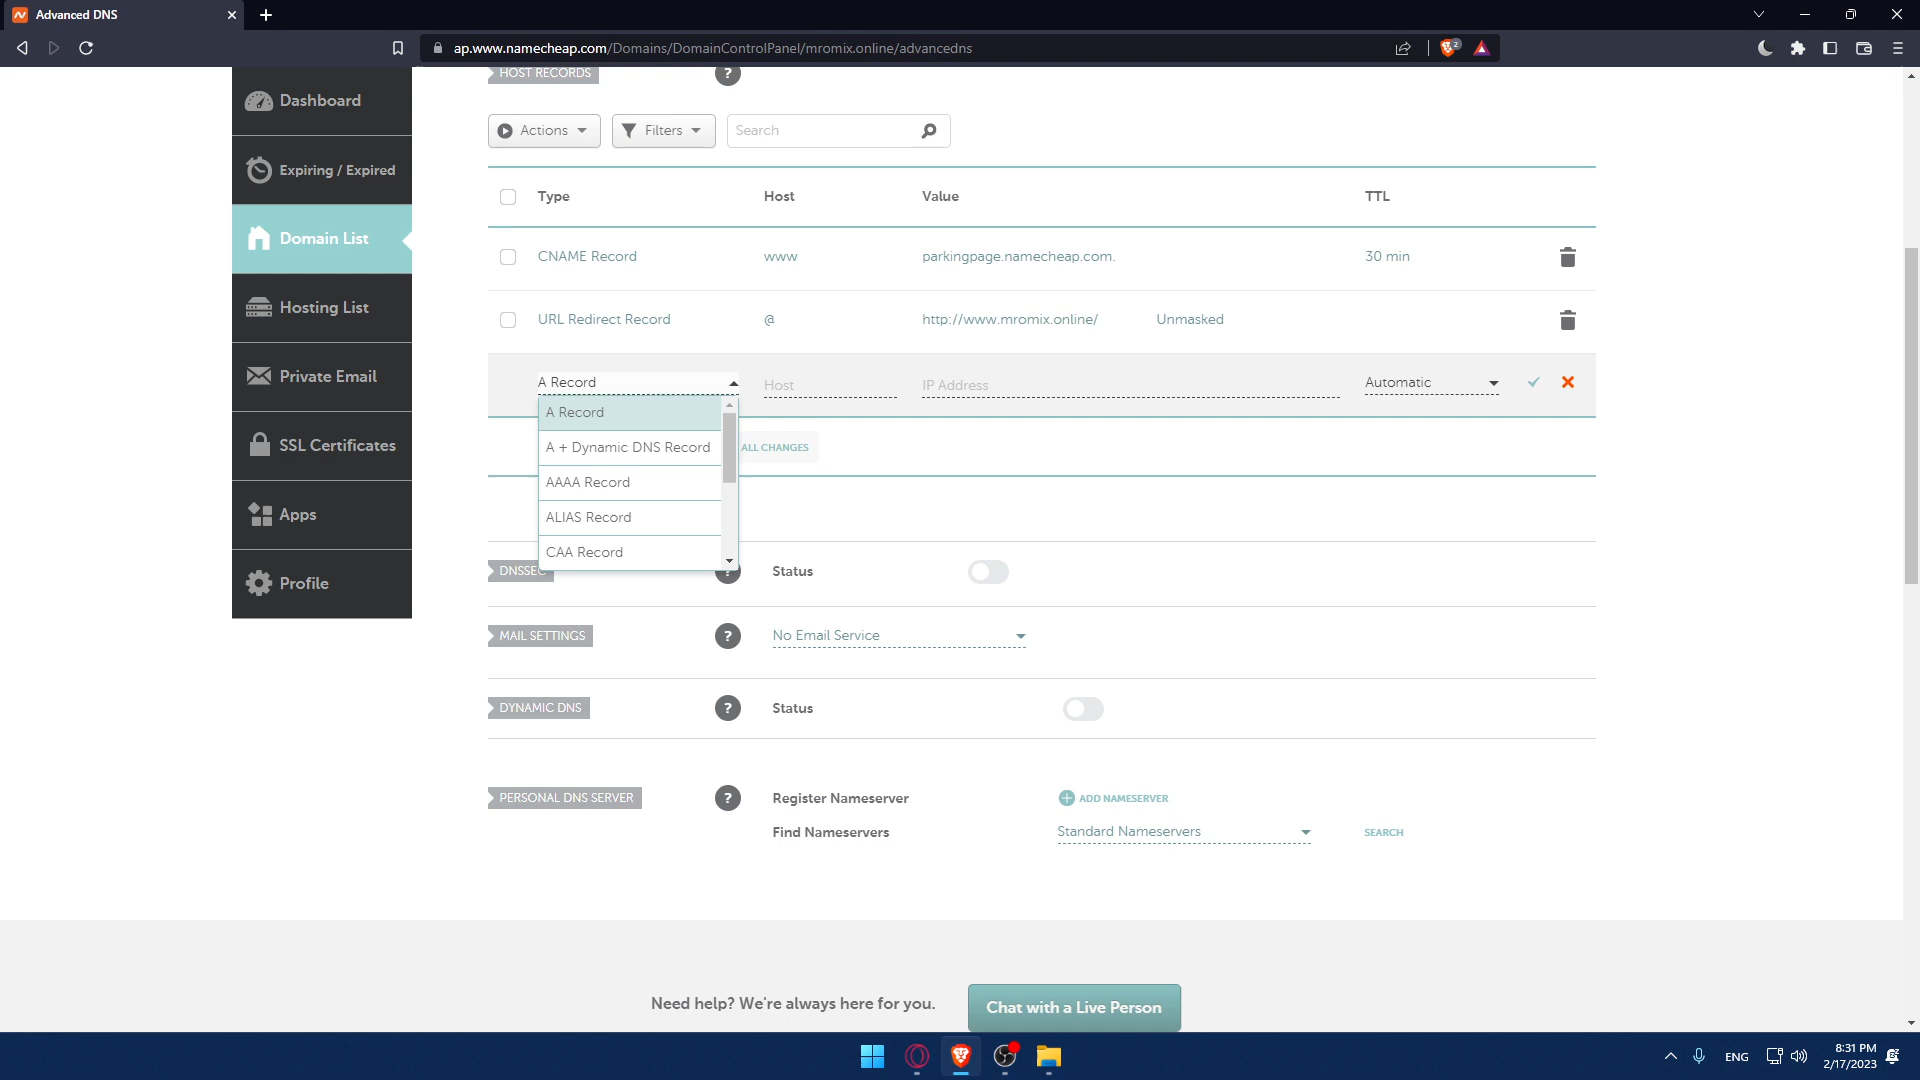 Advanced DNS
ap.www.namecheap.com/Domains/DomainControlPanel/mromix.online/advancedns
2
HOST RECORDS
?
Dashboard
Expiring / Expired
Domain List
Hosting List
Private Email
SSL Certificates
Apps
Profile
Actions
Filters
Search
Type Host Value TTL
CNAME Record www parkingpage.namecheap.com. 30 min
URL Redirect Record @ http://www.mromix.online/ Unmasked
A Record Host IP Address Automatic
A Record
A + Dynamic DNS Record
AAAA Record
ALIAS Record
CAA Record
ALL CHANGES
DNSSEC ? Status
MAIL SETTINGS ? No Email Service
DYNAMIC DNS ? Status
PERSONAL DNS SERVER ? Register Nameserver ADD NAMESERVER
Find Nameservers Standard Nameservers SEARCH
Need help? We're always here for you. Chat with a Live Person
ENG
8:31 PM
2/17/2023